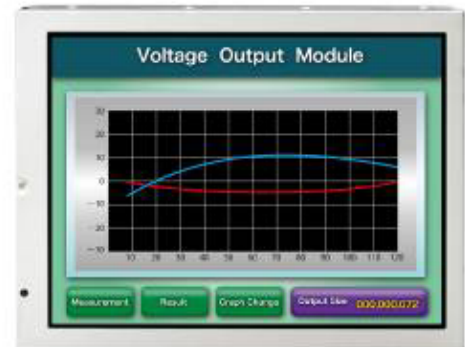 Voltage Output Module
30
20
10
0
-10
-20
-30
10 20 30 40 50 60 70 80 90 100 110 120
Measurement Result Graph Change Output Size 000,000,072